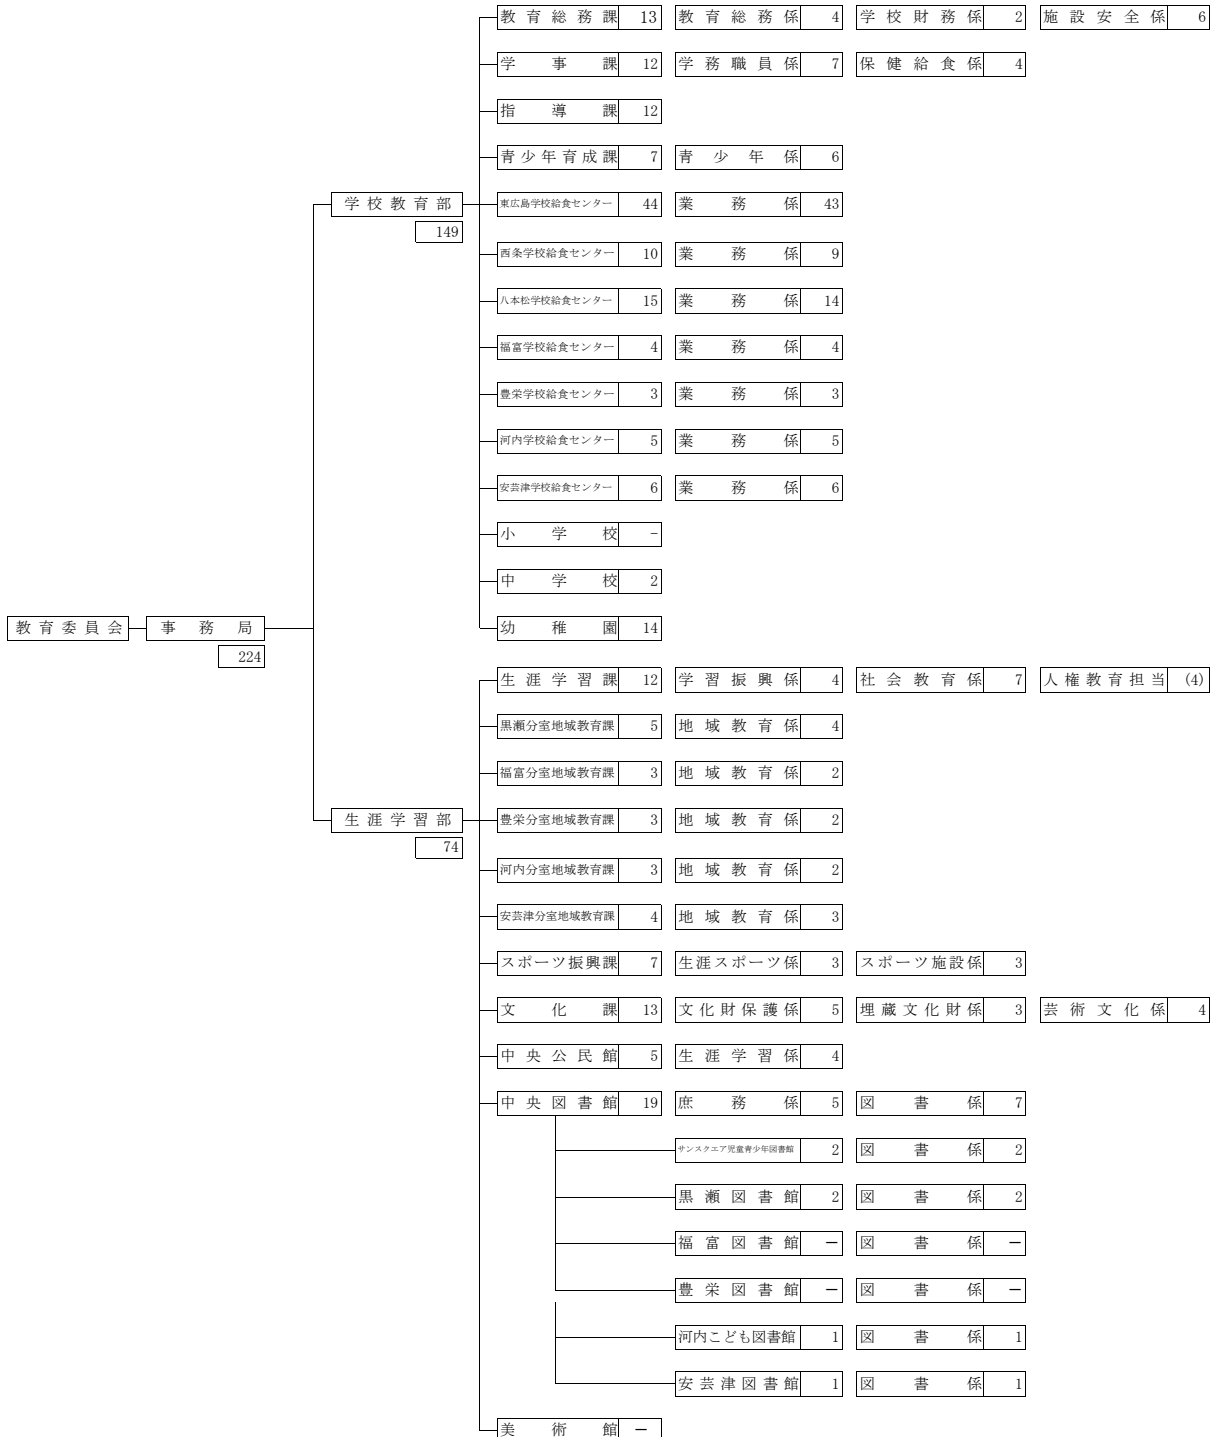 教育総務課 13 教育総務係 4 学校財務係 2 施設安全係 6
学事課 12 学務職員係 7 保健給食係 4
指導課 12
青少年育成課 7 青少年係 6
学校教育部 東広島学校給食センター 44 業務係 43
149
西条学校給食センター 10 業務係 9
八本松学校給食センター 15 業務係 14
福富学校給食センター 4 業務係 4
豊栄学校給食センター 3 業務係 3
河内学校給食センター 5 業務係 5
安芸津学校給食センター 6 業務係 6
小学校 −
中学校 2
教育委員会 事務局 幼稚園 14
224
生涯学習課 12 学習振興係 4 社会教育係 7 人権教育担当 (4)
黒瀬分室地域教育課 5 地域教育係 4
福富分室地域教育課 3 地域教育係 2
生涯学習部 豊栄分室地域教育課 3 地域教育係 2
74
河内分室地域教育課 3 地域教育係 2
安芸津分室地域教育課 4 地域教育係 3
スポーツ振興課 7 生涯スポーツ係 3 スポーツ施設係 3
文化課 13 文化財保護係 5 埋蔵文化財係 3 芸術文化係 4
中央公民館 5 生涯学習係 4
中央図書館 19 庶務係 5 図書係 7
サンスクエア児童青少年図書館 2 図書係 2
黒瀬図書館 2 図書係 2
福富図書館 ー 図書係 ー
豊栄図書館 ー 図書係 ー
河内こども図書館 1 図書係 1
安芸津図書館 1 図書係 1
美術館 ー